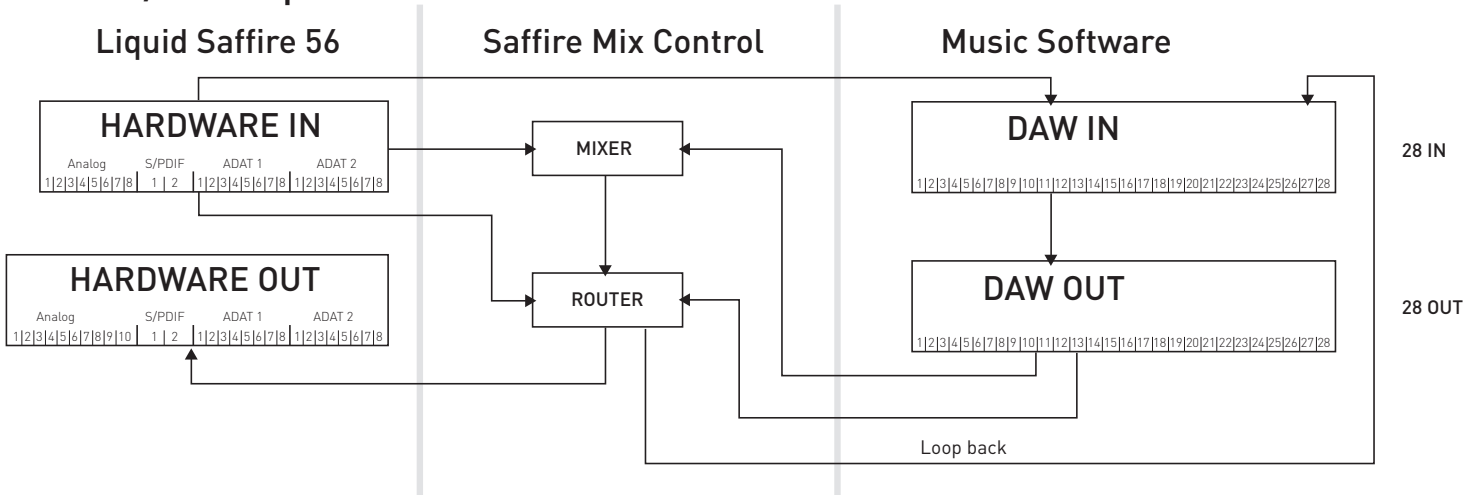 Liquid Saffire 56
Saffire Mix Control
Music Software
HARDWARE IN
Analog S/PDIF ADAT 1 ADAT 2
1|2|3|4|5|6|7|8 1 | 2 1|2|3|4|5|6|7|8 1|2|3|4|5|6|7|8
MIXER
DAW IN
1|2|3|4|5|6|7|8|9|10|11|12|13|14|15|16|17|18|19|20|21|22|23|24|25|26|27|28
28 IN
HARDWARE OUT
Analog S/PDIF ADAT 1 ADAT 2
1|2|3|4|5|6|7|8|9|10 1 | 2 1|2|3|4|5|6|7|8 1|2|3|4|5|6|7|8
ROUTER
DAW OUT
1|2|3|4|5|6|7|8|9|10|11|12|13|14|15|16|17|18|19|20|21|22|23|24|25|26|27|28
28 OUT
Loop back